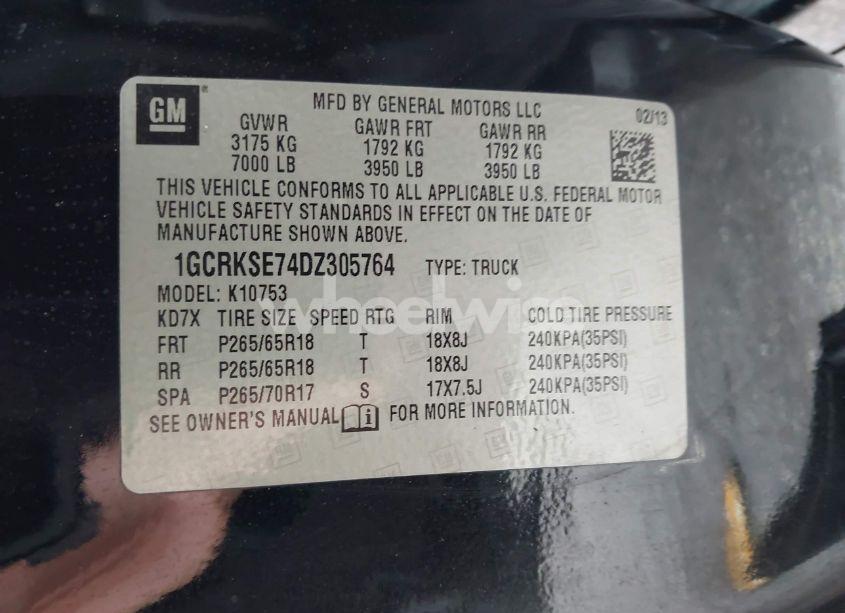 GM
MFD BY GENERAL MOTORS LLC 02/13
GVWR GAWR FRT GAWR RR
3175 KG 1792 KG 1792 KG
7000 LB 3950 LB 3950 LB
THIS VEHICLE CONFORMS TO ALL APPLICABLE U.S. FEDERAL MOTOR
VEHICLE SAFETY STANDARDS IN EFFECT ON THE DATE OF
MANUFACTURE SHOWN ABOVE.
1GCRKSE74DZ305764 TYPE: TRUCK
MODEL: K10753
wheelwise
KD7X TIRE SIZE SPEED RTG RIM COLD TIRE PRESSURE
FRT P265/65R18 T 18X8J 240KPA(35PSI)
RR P265/65R18 T 18X8J 240KPA(35PSI)
SPA P265/70R17 S 17X7.5J 240KPA(35PSI)
SEE OWNER'S MANUAL FOR MORE INFORMATION.